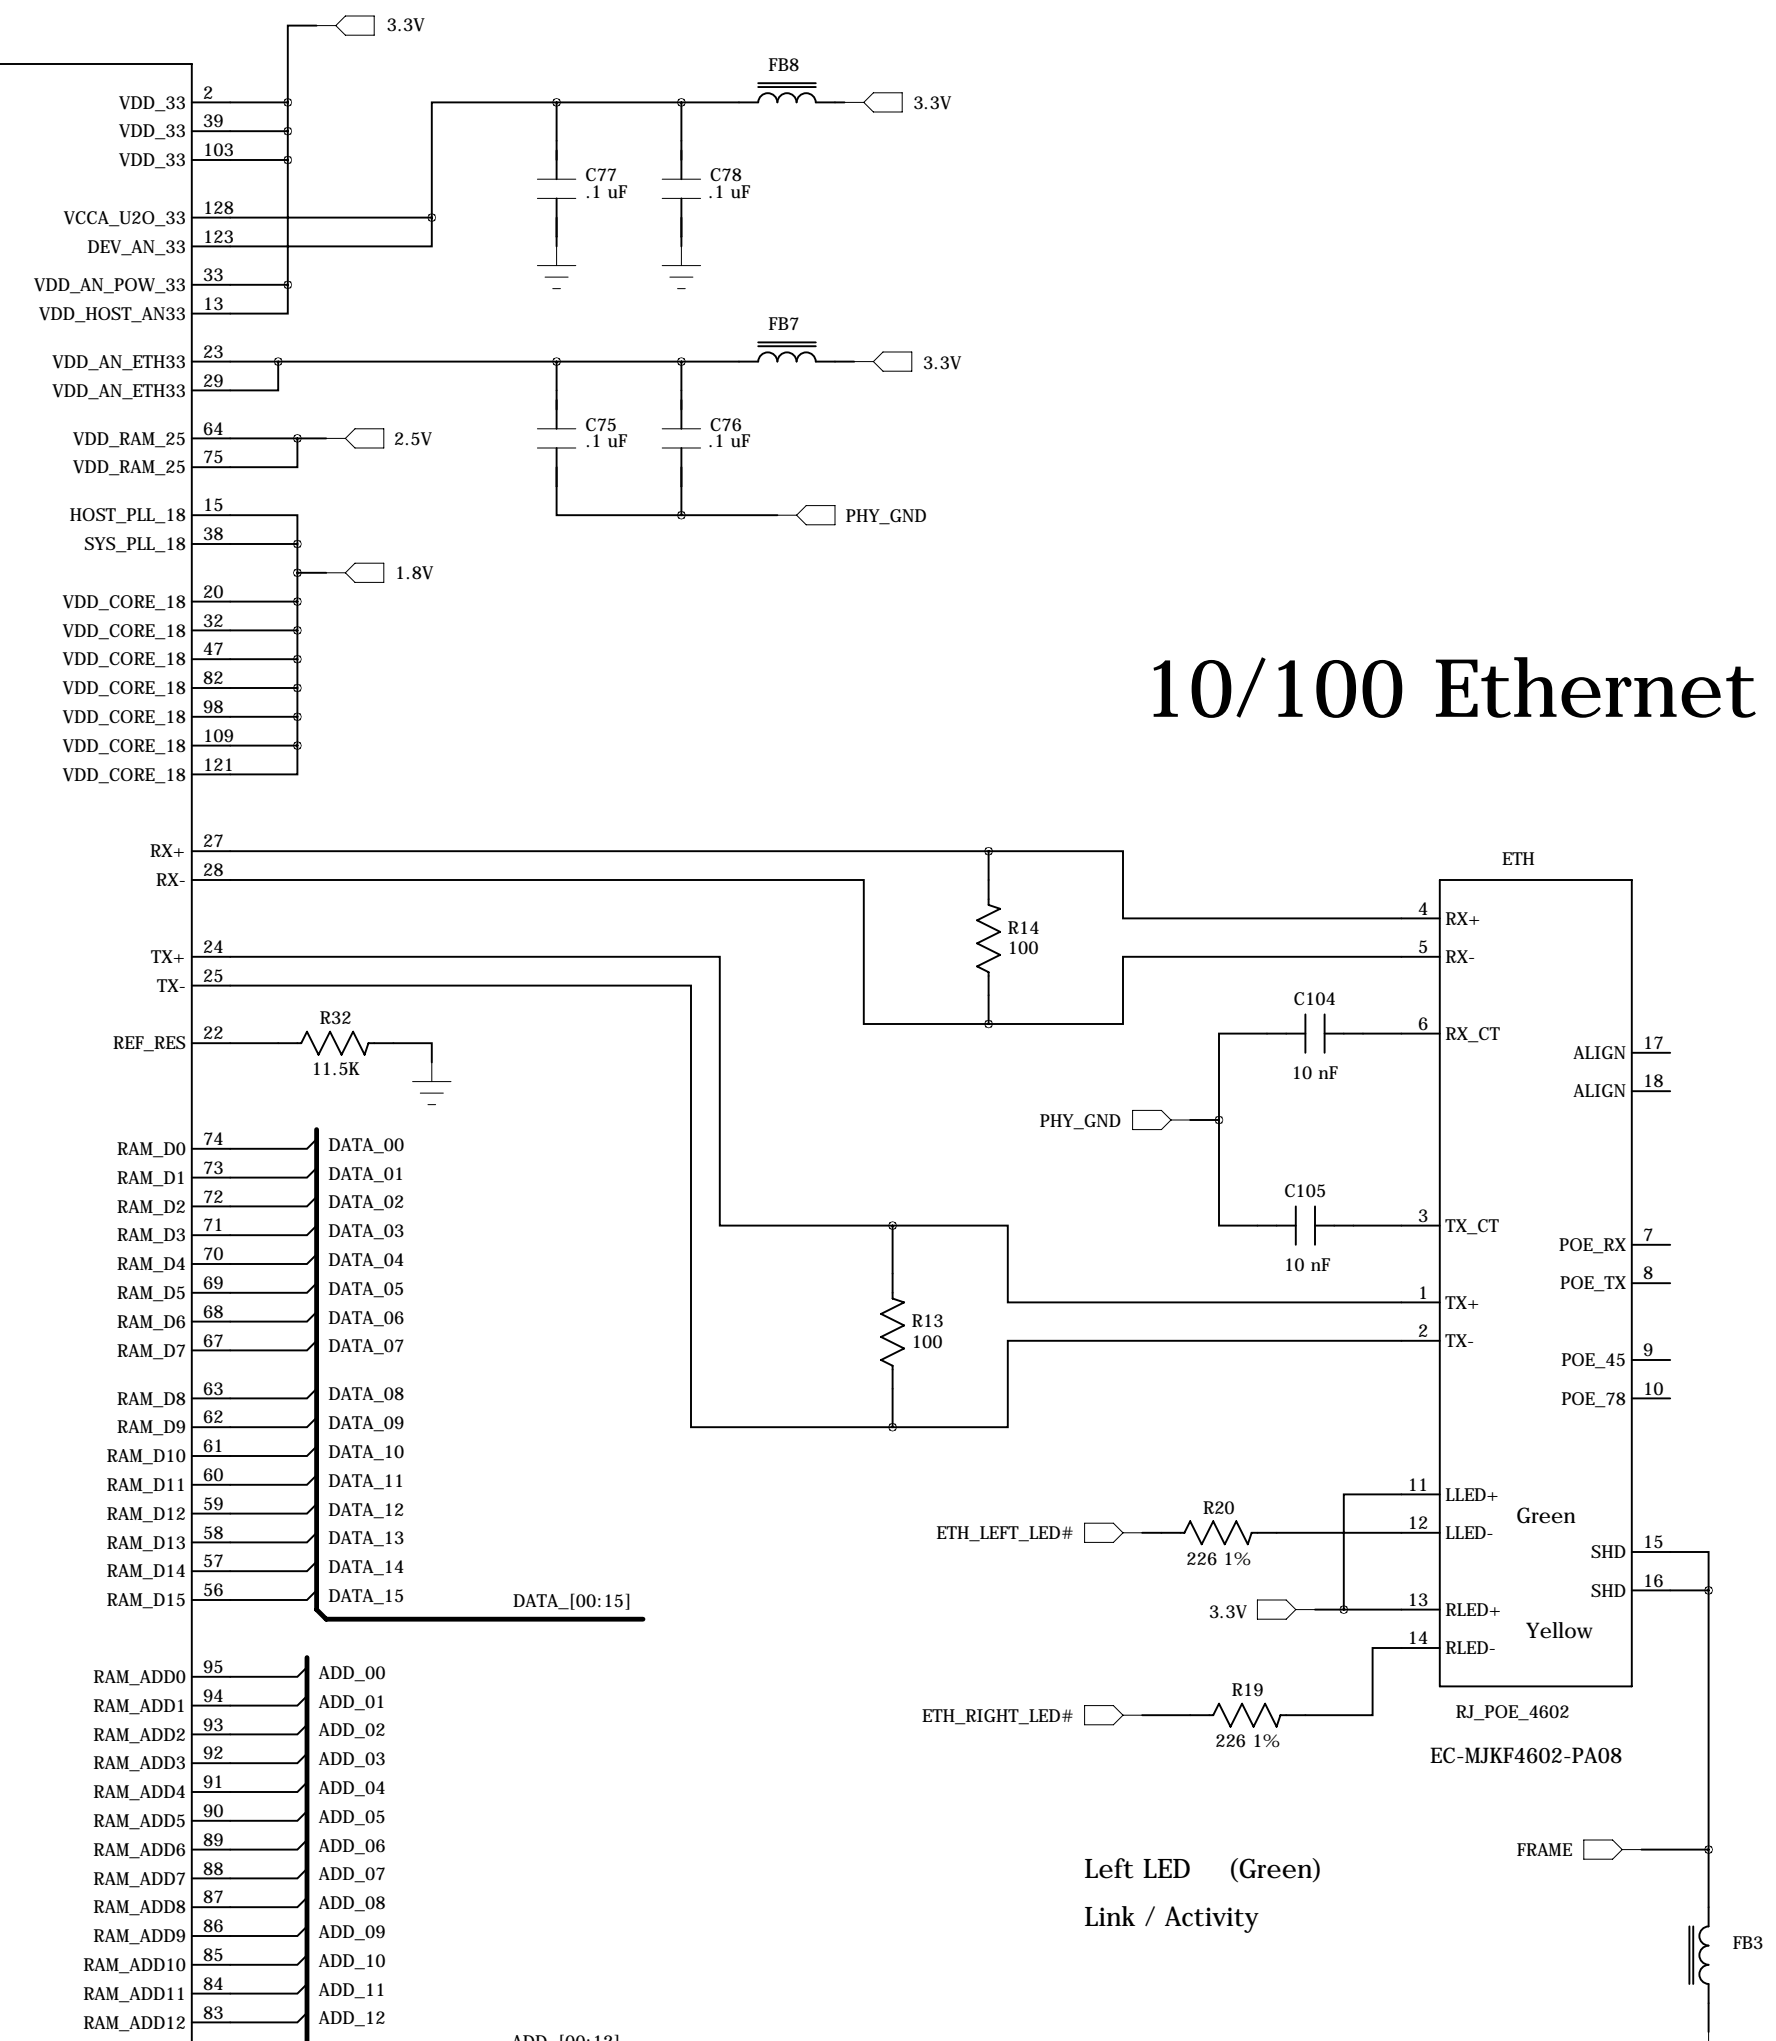 3.3V
FB8
VDD_33 2
3.3V
VDD_33 39
VDD_33 103
C77 C78
.1 uF .1 uF
VCCA_U2O_33 128
DEV_AN_33 123
VDD_AN_POW_33 33
VDD_HOST_AN33 13
FB7
VDD_AN_ETH33 23
3.3V
VDD_AN_ETH33 29
C75 C76
.1 uF .1 uF
VDD_RAM_25 64
2.5V
VDD_RAM_25 75
HOST_PLL_18 15
PHY_GND
SYS_PLL_18 38
1.8V
VDD_CORE_18 20
VDD_CORE_18 32
VDD_CORE_18 47
VDD_CORE_18 82
10/100 Ethernet
VDD_CORE_18 98
VDD_CORE_18 109
VDD_CORE_18 121
RX+ 27
ETH
RX- 28
4 RX+
R14
100
TX+ 24
5 RX-
TX- 25
C104
R32
6 RX_CT
REF_RES 22
ALIGN 17
11.5K
10 nF
ALIGN 18
PHY_GND
RAM_D0 74 DATA_00
RAM_D1 73 DATA_01
C105
RAM_D2 72 DATA_02
3 TX_CT
RAM_D3 71 DATA_03
POE_RX 7
RAM_D4 70 DATA_04
10 nF
POE_TX 8
RAM_D5 69 DATA_05
1 TX+
RAM_D6 68 DATA_06
R13
100
2 TX-
RAM_D7 67 DATA_07
POE_45 9
RAM_D8 63 DATA_08
POE_78 10
RAM_D9 62 DATA_09
RAM_D10 61 DATA_10
RAM_D11 60 DATA_11
11 LLED+
RAM_D12 59 DATA_12
R20
Green
ETH_LEFT_LED#
12 LLED-
RAM_D13 58 DATA_13
226 1%
SHD 15
RAM_D14 57 DATA_14
SHD 16
RAM_D15 56 DATA_15
DATA_[00:15]
3.3V
13 RLED+
Yellow
14 RLED-
RAM_ADD0 95 ADD_00
RAM_ADD1 94 ADD_01
R19
ETH_RIGHT_LED#
RJ_POE_4602
RAM_ADD2 93 ADD_02
226 1%
EC-MJKF4602-PA08
RAM_ADD3 92 ADD_03
RAM_ADD4 91 ADD_04
RAM_ADD5 90 ADD_05
RAM_ADD6 89 ADD_06
FRAME
Left LED (Green)
RAM_ADD7 88 ADD_07
RAM_ADD8 87 ADD_08
Link / Activity
RAM_ADD9 86 ADD_09
FB3
RAM_ADD10 85 ADD_10
RAM_ADD11 84 ADD_11
RAM_ADD12 83 ADD_12